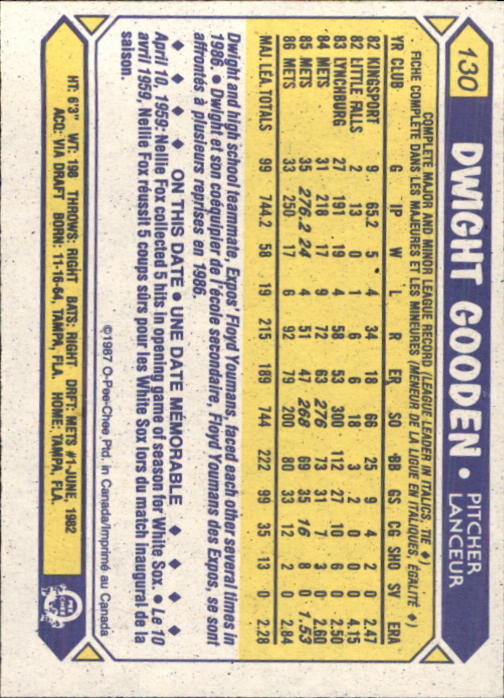 130
DWIGHT GOODEN • PITCHER
LANCEUR
COMPLETE MAJOR AND MINOR LEAGUE RECORD (LEAGUE LEADER IN ITALICS, TIE ♦)
FICHE COMPLÈTE DANS LES MAJEURES ET LES MINEURES (MENEUR DE LA LIGUE EN ITALIQUES, ÉGALITÉ ♦)
YR CLUB G IP W L R ER SO BB GS CG SHO SV ERA
82 KINGSPORT 9 65.2 5 4 34 18 66 25 9 4 2 0 2.47
82 LITTLE FALLS 2 13 0 1 6 6 18 3 2 0 0 0 4.15
83 LYNCHBURG 27 191 19 4 58 53 300 112 27 10 6 0 2.50
84 METS 31 218 17 9 72 63 276 73 31 7 3 0 2.60
85 METS 35 276.2 24 4 51 47 268 69 35 16 8 0 1.53
86 METS 33 250 17 6 92 79 200 80 33 12 2 0 2.84
MAJ. LEA. TOTALS 99 744.2 58 19 215 189 744 222 99 35 13 0 2.28
Dwight and high school teammate, Expos' Floyd Youmans, faced each other several times in
1986. • Dwight et son coéquipier de l'école secondaire, Floyd Youmans des Expos, se sont
affrontés à plusieurs reprises en 1986.
♦ ♦ ♦ ♦ ON THIS DATE • UNE DATE MÉMORABLE ♦ ♦ ♦ ♦
April 10, 1959: Nellie Fox collected 5 hits in opening game of season for White Sox. • Le 10
avril 1959, Nellie Fox réussit 5 coups sûrs pour les White Sox lors du match inaugural de la
saison.
©1987 O-Pee-Chee Ptd. in Canada/Imprimé au Canada
HT: 6'3" WT: 198 THROWS: RIGHT BATS: RIGHT DRFT: METS #1-JUNE, 1982
ACQ: VIA DRAFT BORN: 11-16-64, TAMPA, FLA. HOME: TAMPA, FLA.